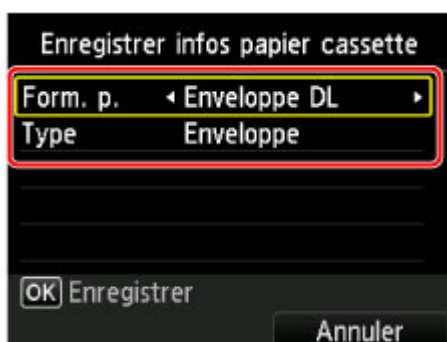 Enregistrer infos papier cassette
Form. p. Enveloppe DL
Type Enveloppe
OK Enregistrer
Annuler